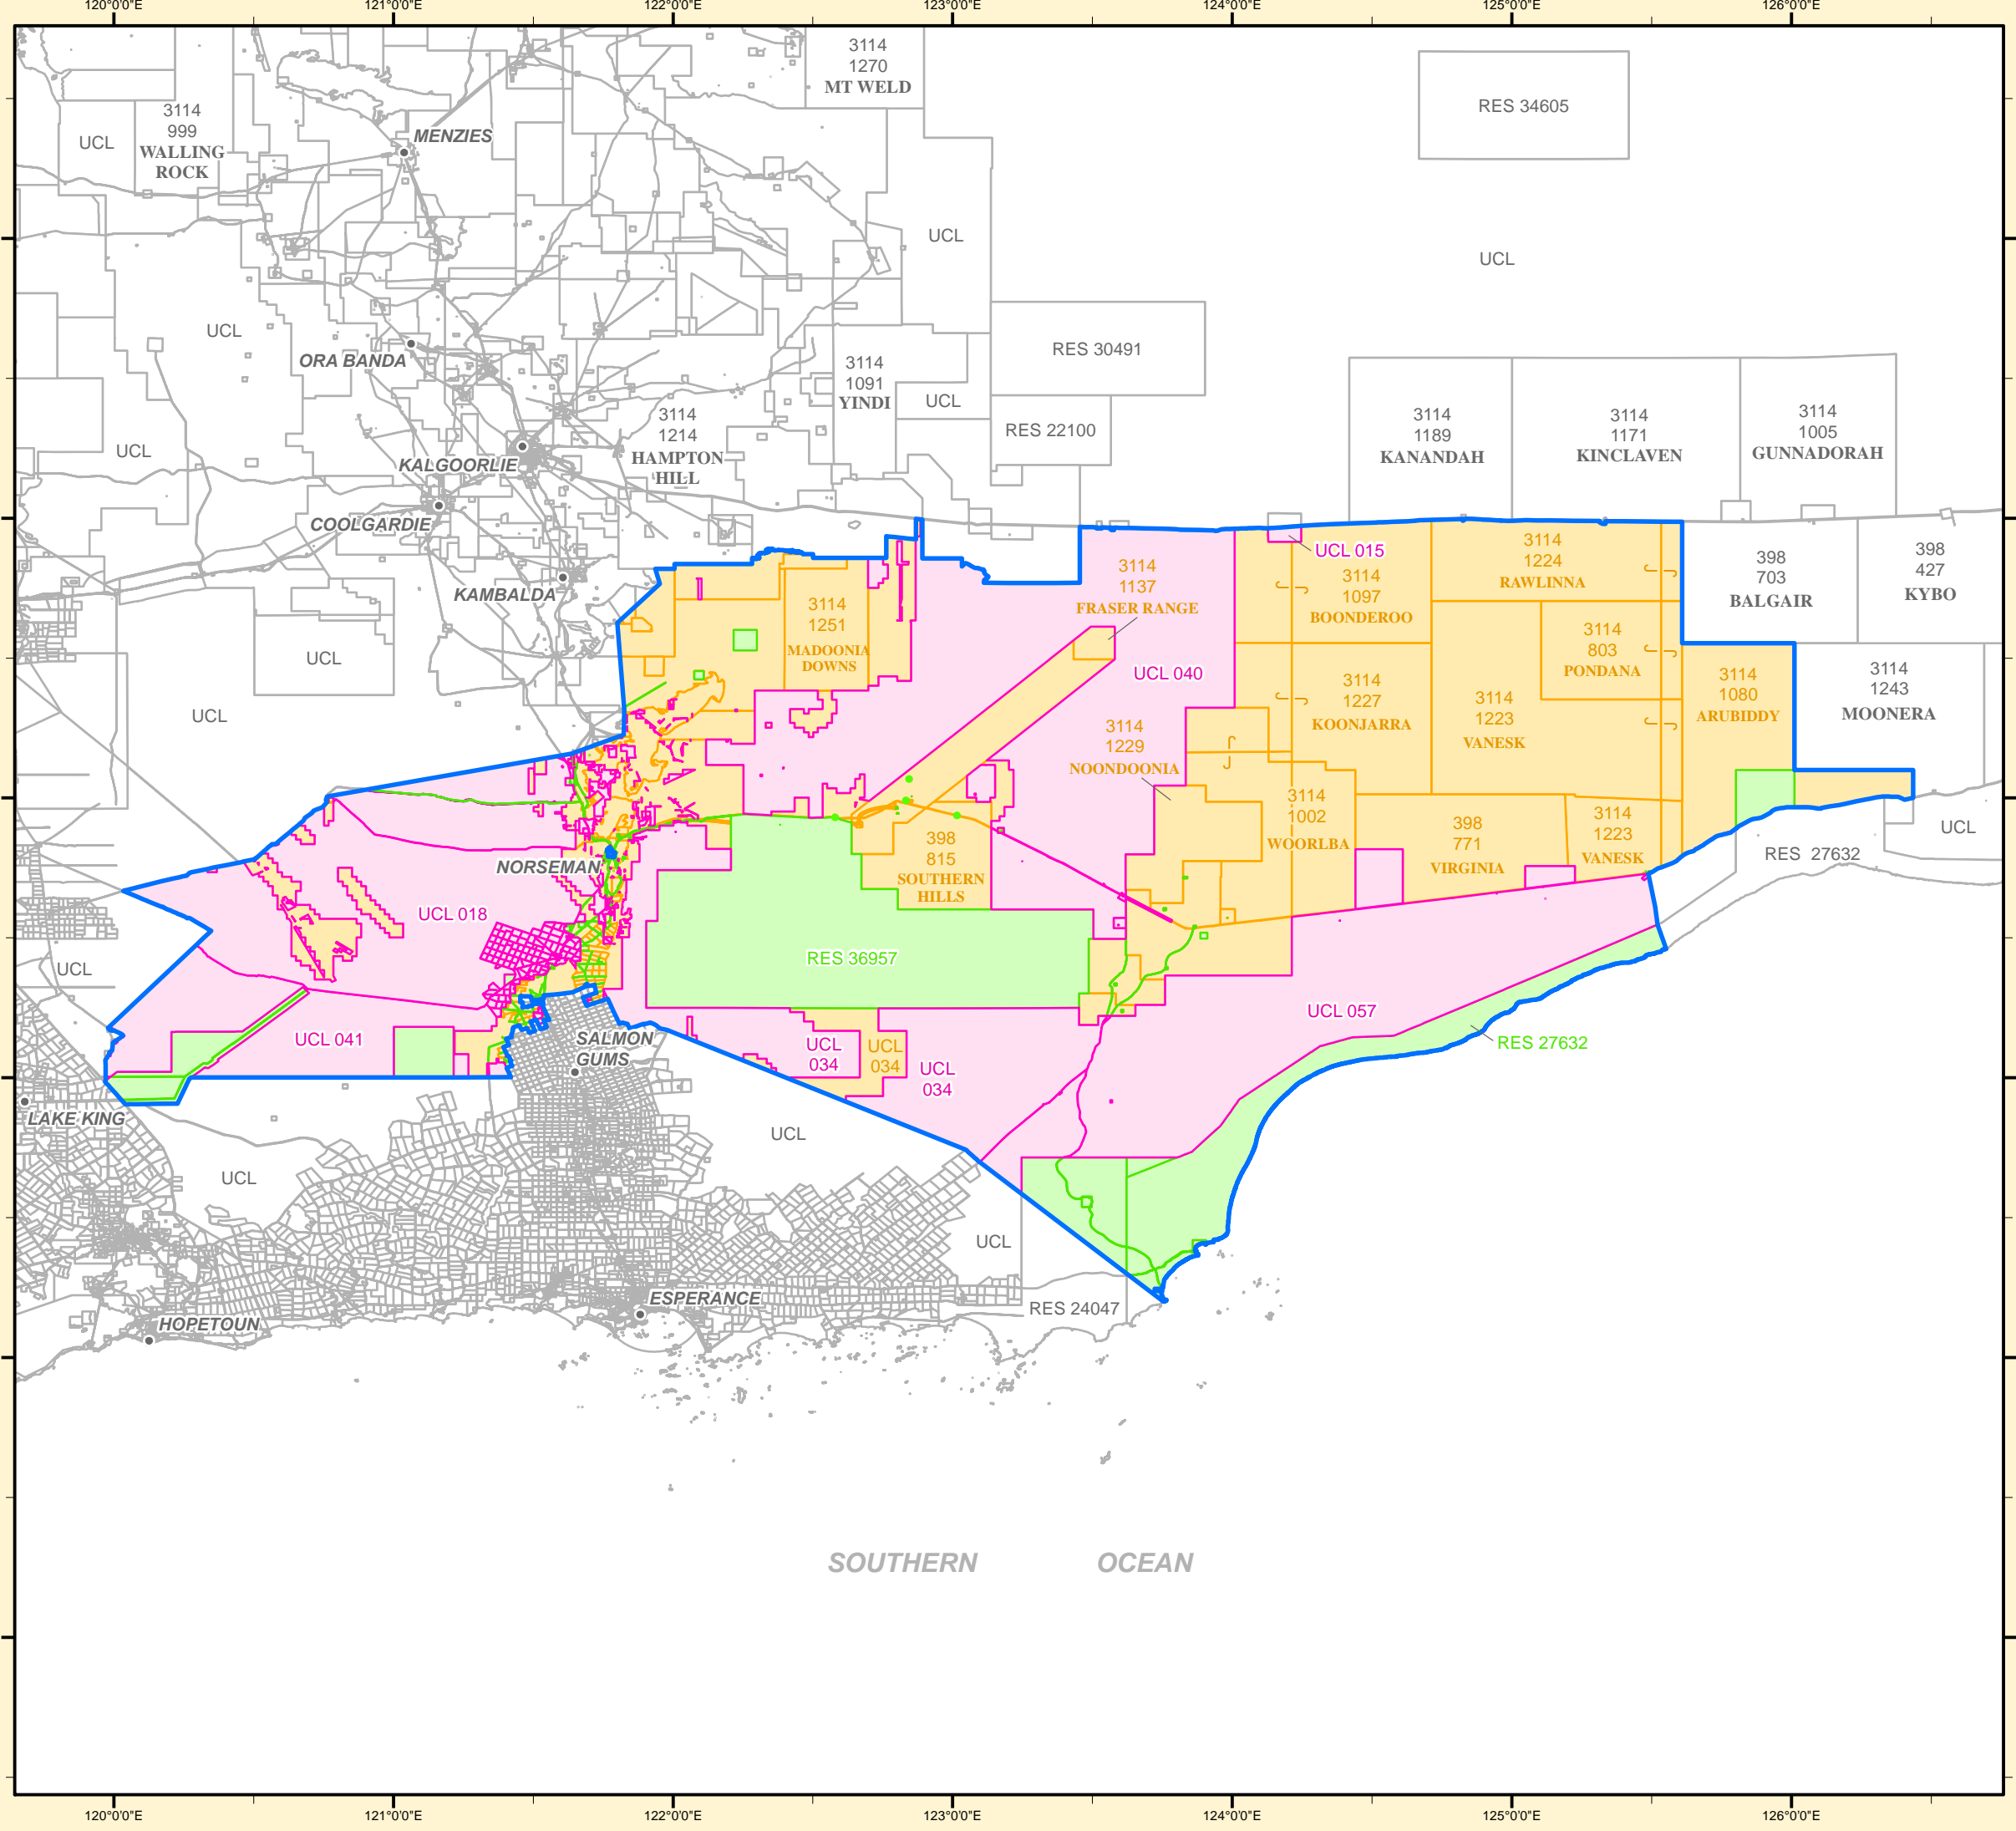 120°0'0"E
121°0'0"E
122°0'0"E
123°0'0"E
124°0'0"E
125°0'0"E
126°0'0"E
3114
1270
MT WELD
RES 34605
3114
999
WALLING
ROCK
UCL
MENZIES
UCL
UCL
UCL
ORA BANDA
RES 30491
3114
1091
YINDI
UCL
3114
1214
HAMPTON
HILL
RES 22100
3114
1189
KANANDAH
3114
1171
KINCLAVEN
3114
1005
GUNNADORAH
UCL
KALGOORLIE
COOLGARDIE
KAMBALDA
UCL 015
3114
1224
RAWLINNA
3114
1137
FRASER RANGE
3114
1097
BOONDEROO
398
703
BALGAIR
398
427
KYBO
3114
1251
MADOONIA
DOWNS
3114
803
PONDANA
UCL
UCL 040
3114
1227
KOONJARRA
3114
1223
VANESK
3114
1080
ARUBIDDY
3114
1243
MOONERA
UCL
3114
1229
NOONDOONIA
3114
1002
WOORLBA
398
771
VIRGINIA
3114
1223
VANESK
UCL
RES 27632
NORSEMAN
398
815
SOUTHERN
HILLS
UCL 018
RES 36957
UCL
UCL 057
UCL 041
SALMON
GUMS
UCL
034
UCL
034
UCL
034
RES 27632
LAKE KING
UCL
UCL
UCL
RES 24047
ESPERANCE
HOPETOUN
SOUTHERN OCEAN
120°0'0"E
121°0'0"E
122°0'0"E
123°0'0"E
124°0'0"E
125°0'0"E
126°0'0"E